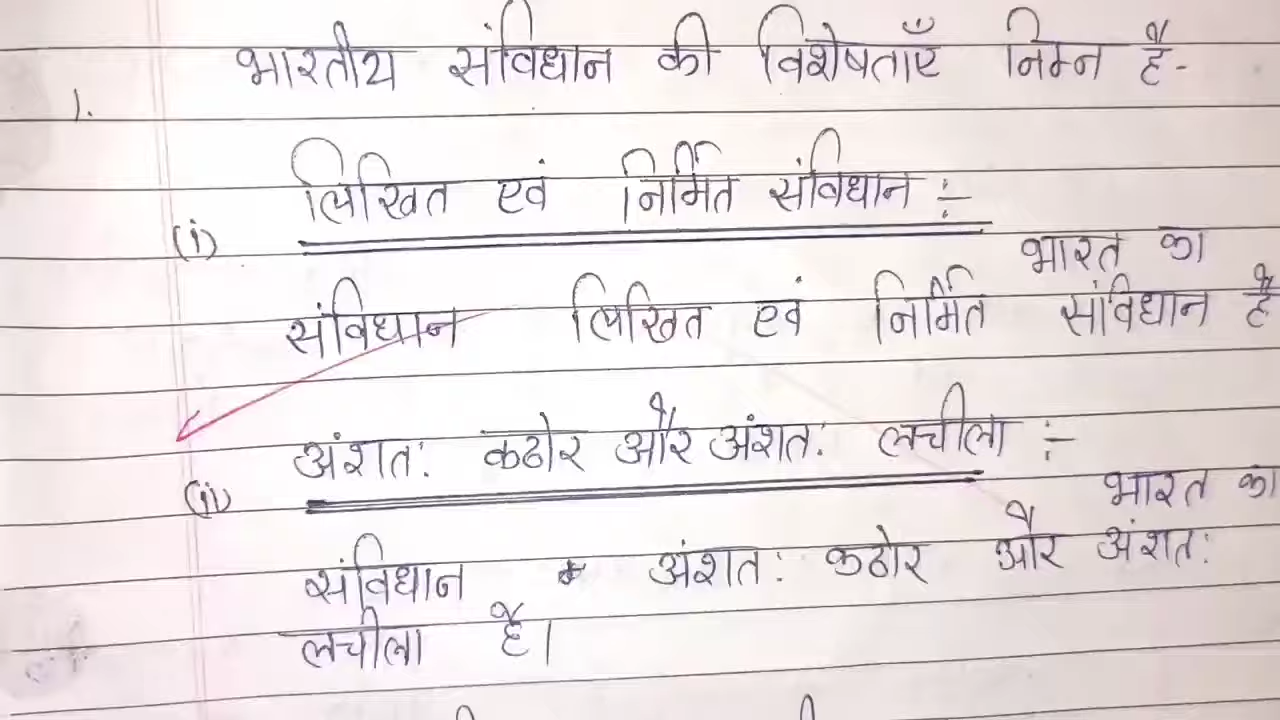 भारतीय संविधान की विशेषताएँ निम्न है-
1.
लिखित एवं निर्मित संविधान :-
(i)
भारत का
संविधान लिखित एवं निर्मित संविधान है
अंशत: कठोर और अंशत: लचीला :-
(ii)
भारत का
संविधान अंशत: कठोर और अंशत:
लचीला है।